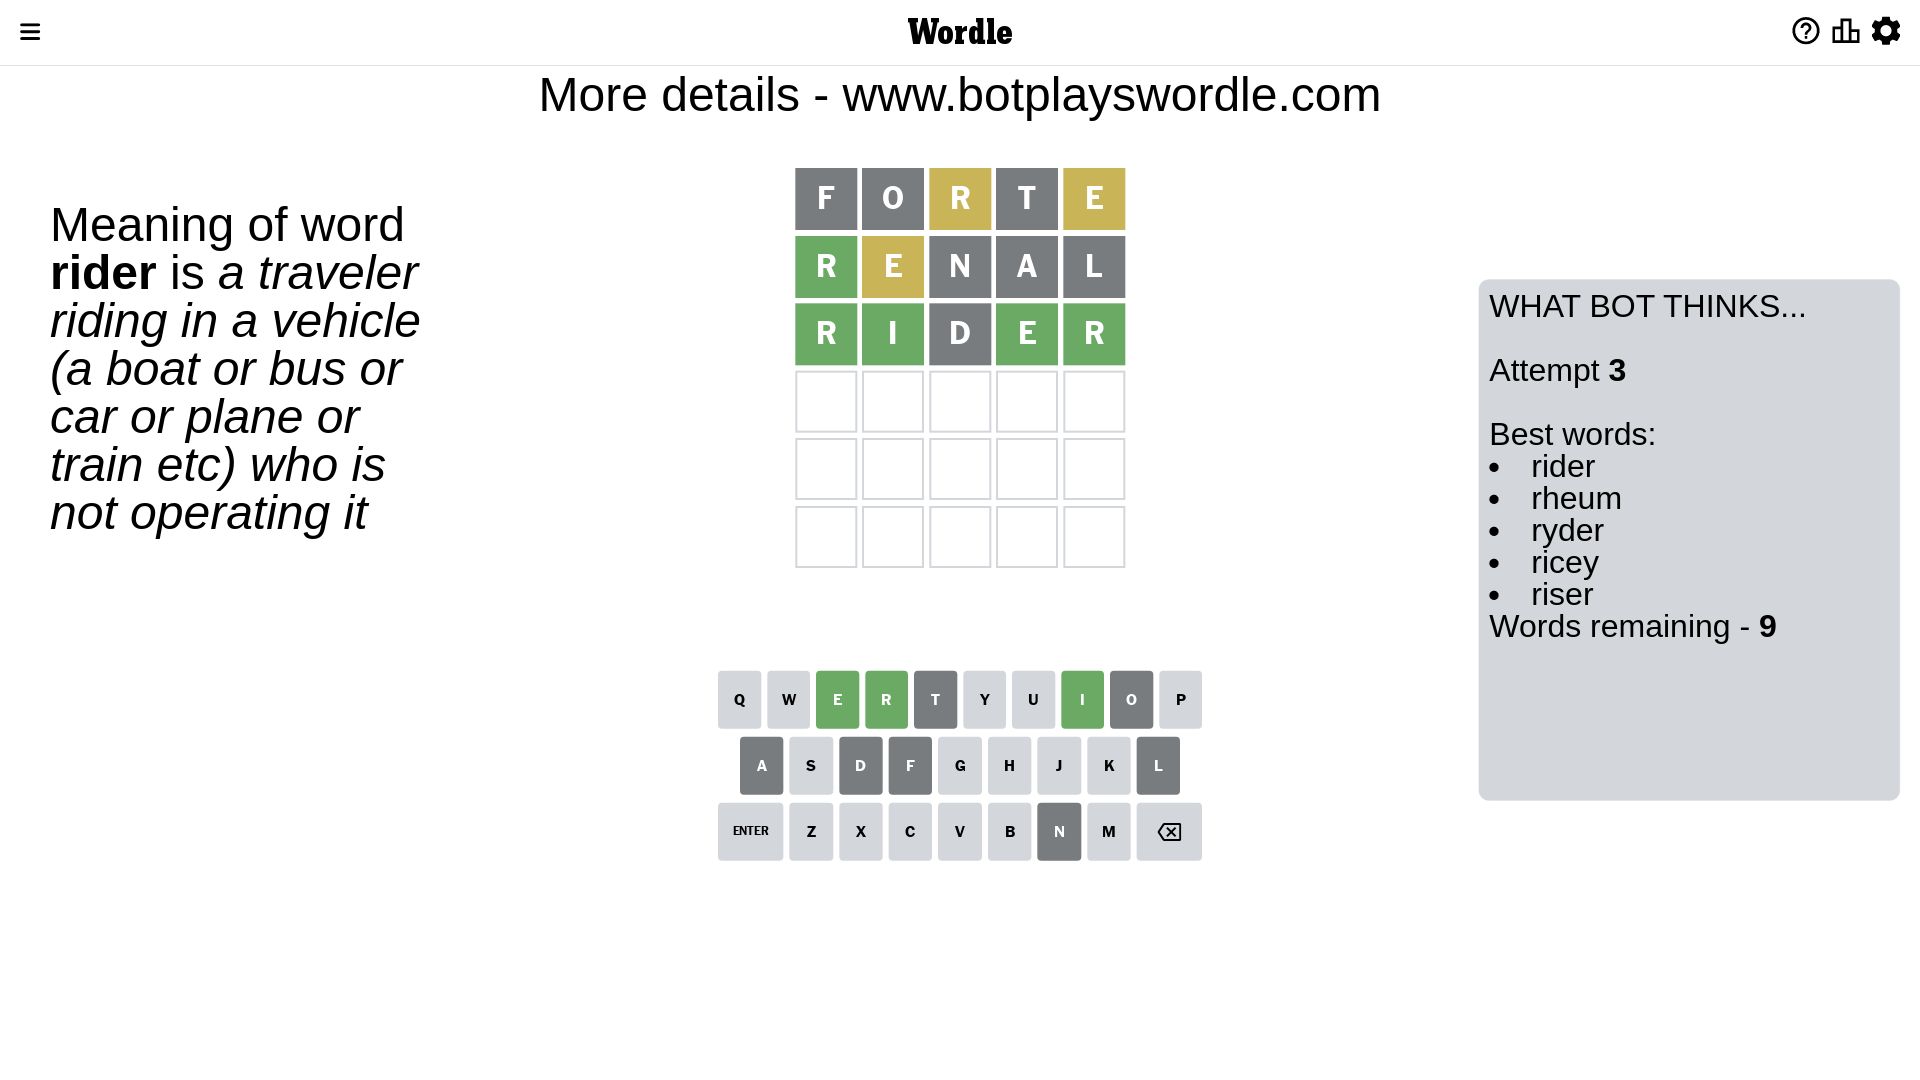 Wordle
More details - www.botplayswordle.com
Meaning of word
rider is a traveler
riding in a vehicle
(a boat or bus or
car or plane or
train etc) who is
not operating it
F O R T E
R E N A L
R I D E R
WHAT BOT THINKS...
Attempt 3
Best words:
• rider
• rheum
• ryder
• ricey
• riser
Words remaining - 9
Q W E R T Y U I O P
A S D F G H J K L
ENTER Z X C V B N M